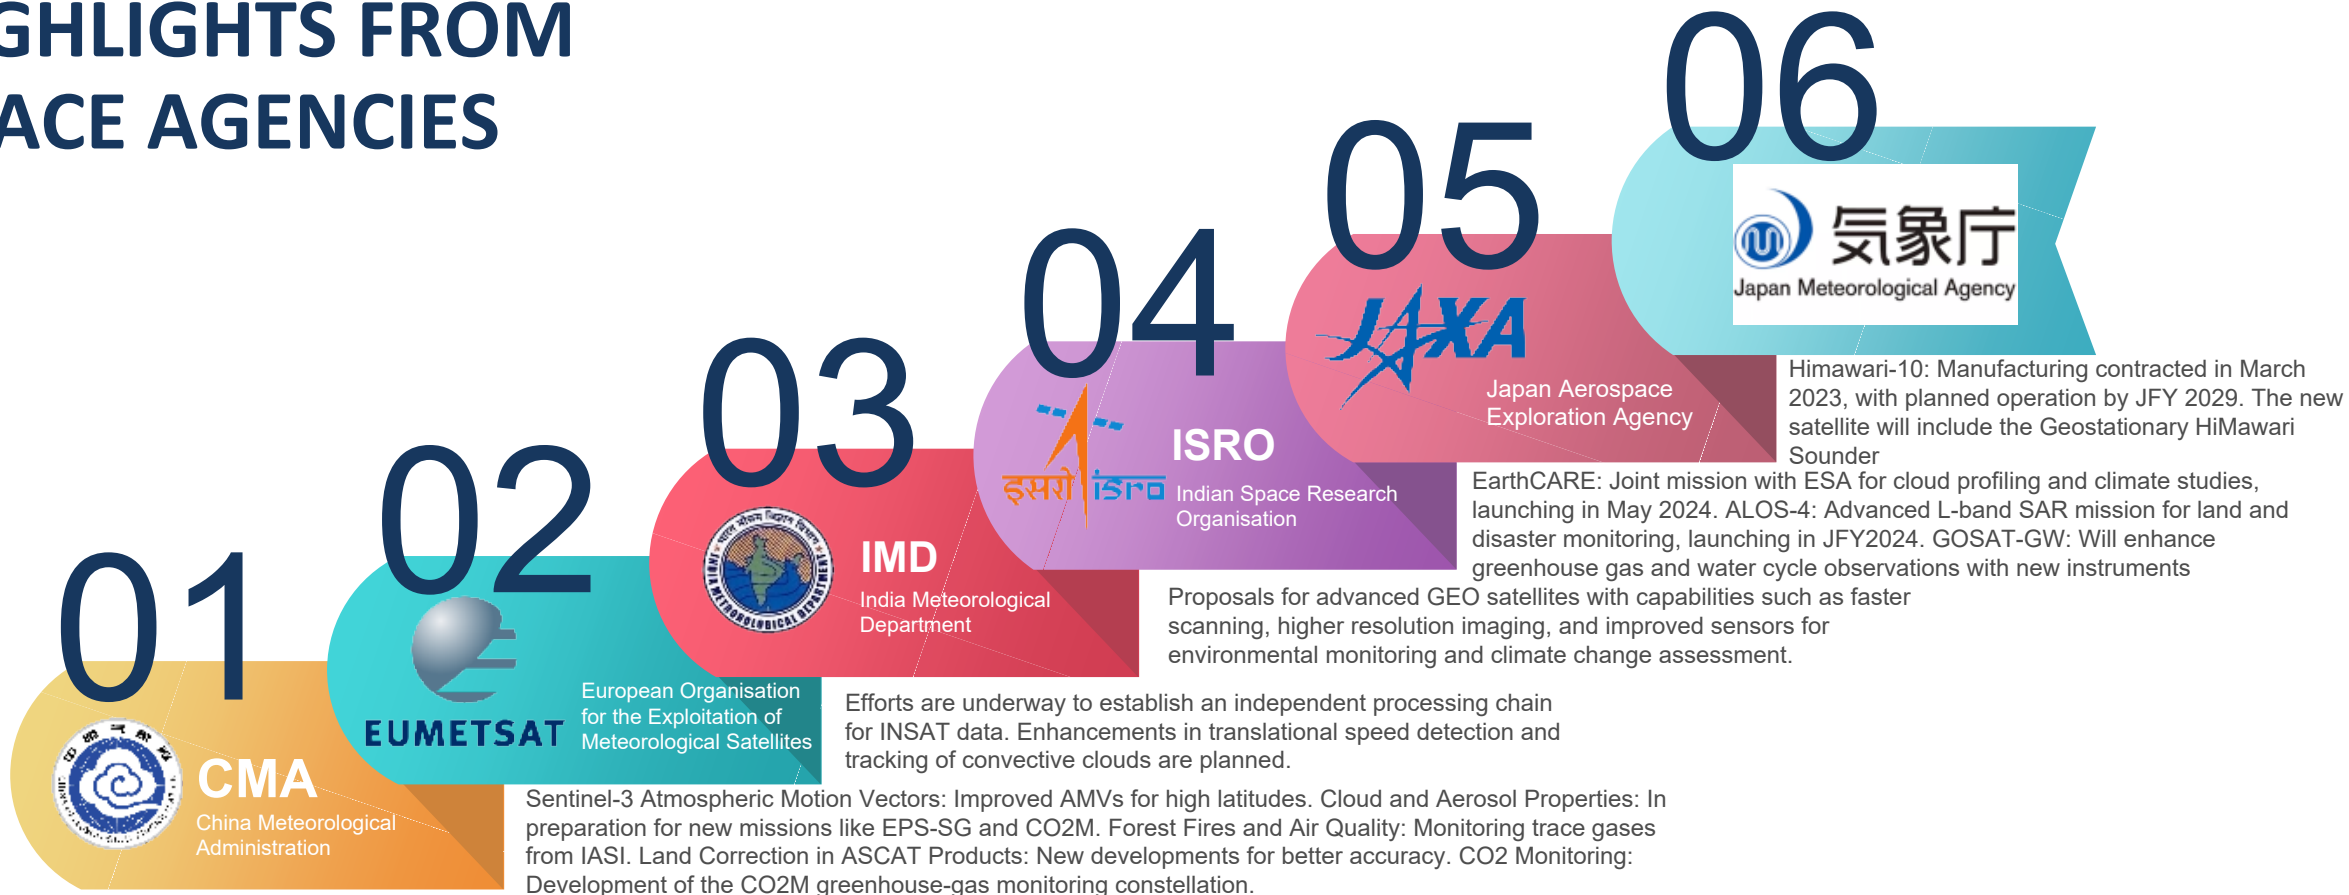 GHLIGHTS FROM
ACE AGENCIES
01
CMA
China Meteorological
Administration
02
EUMETSAT
European Organisation
for the Exploitation of
Meteorological Satellites
Sentinel-3 Atmospheric Motion Vectors: Improved AMVs for high latitudes. Cloud and Aerosol Properties: In
preparation for new missions like EPS-SG and CO2M. Forest Fires and Air Quality: Monitoring trace gases
from IASI. Land Correction in ASCAT Products: New developments for better accuracy. CO2 Monitoring:
Development of the CO2M greenhouse-gas monitoring constellation.
03
भारत मौसम विज्ञान विभाग
INDIA METEOROLOGICAL DEPARTMENT
IMD
India Meteorological
Department
Efforts are underway to establish an independent processing chain
for INSAT data. Enhancements in translational speed detection and
tracking of convective clouds are planned.
04
इसरो isro
ISRO
Indian Space Research
Organisation
Proposals for advanced GEO satellites with capabilities such as faster
scanning, higher resolution imaging, and improved sensors for
environmental monitoring and climate change assessment.
05
JAXA
Japan Aerospace
Exploration Agency
EarthCARE: Joint mission with ESA for cloud profiling and climate studies,
launching in May 2024. ALOS-4: Advanced L-band SAR mission for land and
disaster monitoring, launching in JFY2024. GOSAT-GW: Will enhance
greenhouse gas and water cycle observations with new instruments
06
気象庁
Japan Meteorological Agency
Himawari-10: Manufacturing contracted in March
2023, with planned operation by JFY 2029. The new
satellite will include the Geostationary HiMawari
Sounder